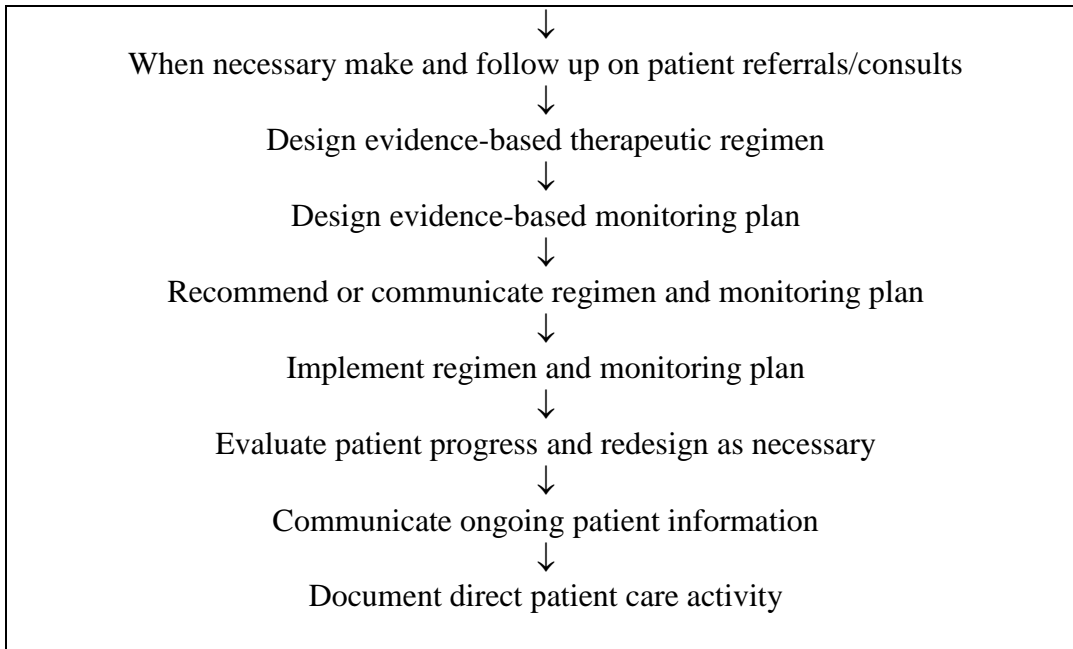 ↓
When necessary make and follow up on patient referrals/consults
↓
Design evidence-based therapeutic regimen
↓
Design evidence-based monitoring plan
↓
Recommend or communicate regimen and monitoring plan
↓
Implement regimen and monitoring plan
↓
Evaluate patient progress and redesign as necessary
↓
Communicate ongoing patient information
↓
Document direct patient care activity